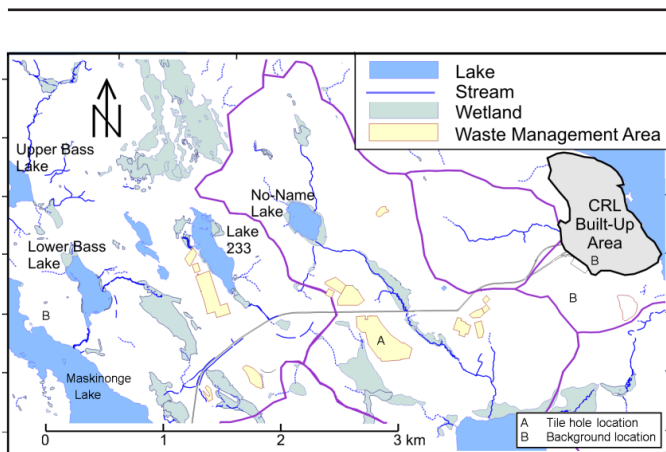 Lake
Stream
Wetland
Waste Management Area
Upper Bass
Lake
No-Name
Lake
CRL
Built-Up
Area
Lake
233
Lower Bass
Lake
B
B
B
A
Maskinonge
Lake
0 1 2 3 km
A Tile hole location
B Background location
N